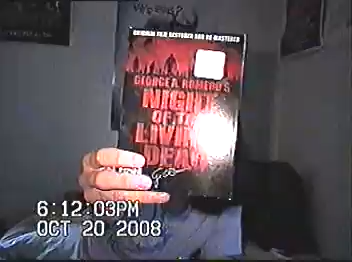 ORIGINAL FILM RESTORED AND RE-MASTERED
GEORGE A. ROMERO'S
NIGHT
OF THE
LIVING
DEAD
6:12:03PM
OCT 20 2008